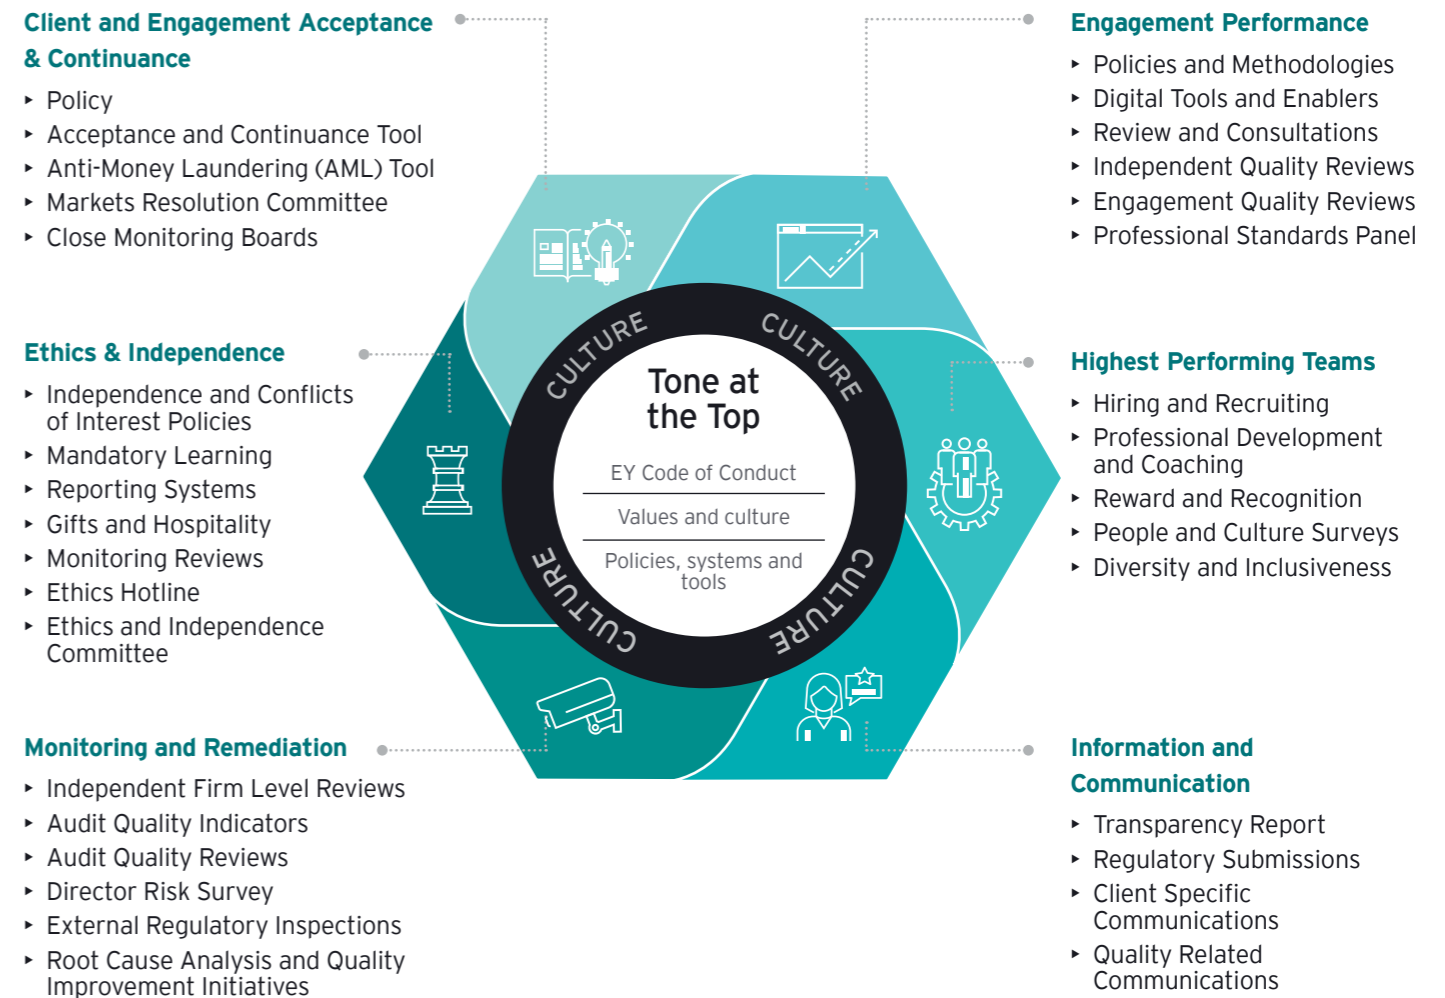 Client and Engagement Acceptance
& Continuance
‣ Policy
‣ Acceptance and Continuance Tool
‣ Anti-Money Laundering (AML) Tool
‣ Markets Resolution Committee
‣ Close Monitoring Boards
Ethics & Independence
‣ Independence and Conflicts
of Interest Policies
‣ Mandatory Learning
‣ Reporting Systems
‣ Gifts and Hospitality
‣ Monitoring Reviews
‣ Ethics Hotline
‣ Ethics and Independence
Committee
Monitoring and Remediation
‣ Independent Firm Level Reviews
‣ Audit Quality Indicators
‣ Audit Quality Reviews
‣ Director Risk Survey
‣ External Regulatory Inspections
‣ Root Cause Analysis and Quality
Improvement Initiatives
CULTURE
CULTURE
Tone at
the Top
EY Code of Conduct
Values and culture
Policies, systems and
tools
CULTURE
CULTURE
Engagement Performance
‣ Policies and Methodologies
‣ Digital Tools and Enablers
‣ Review and Consultations
‣ Independent Quality Reviews
‣ Engagement Quality Reviews
‣ Professional Standards Panel
Highest Performing Teams
‣ Hiring and Recruiting
‣ Professional Development
and Coaching
‣ Reward and Recognition
‣ People and Culture Surveys
‣ Diversity and Inclusiveness
Information and
Communication
‣ Transparency Report
‣ Regulatory Submissions
‣ Client Specific
Communications
‣ Quality Related
Communications